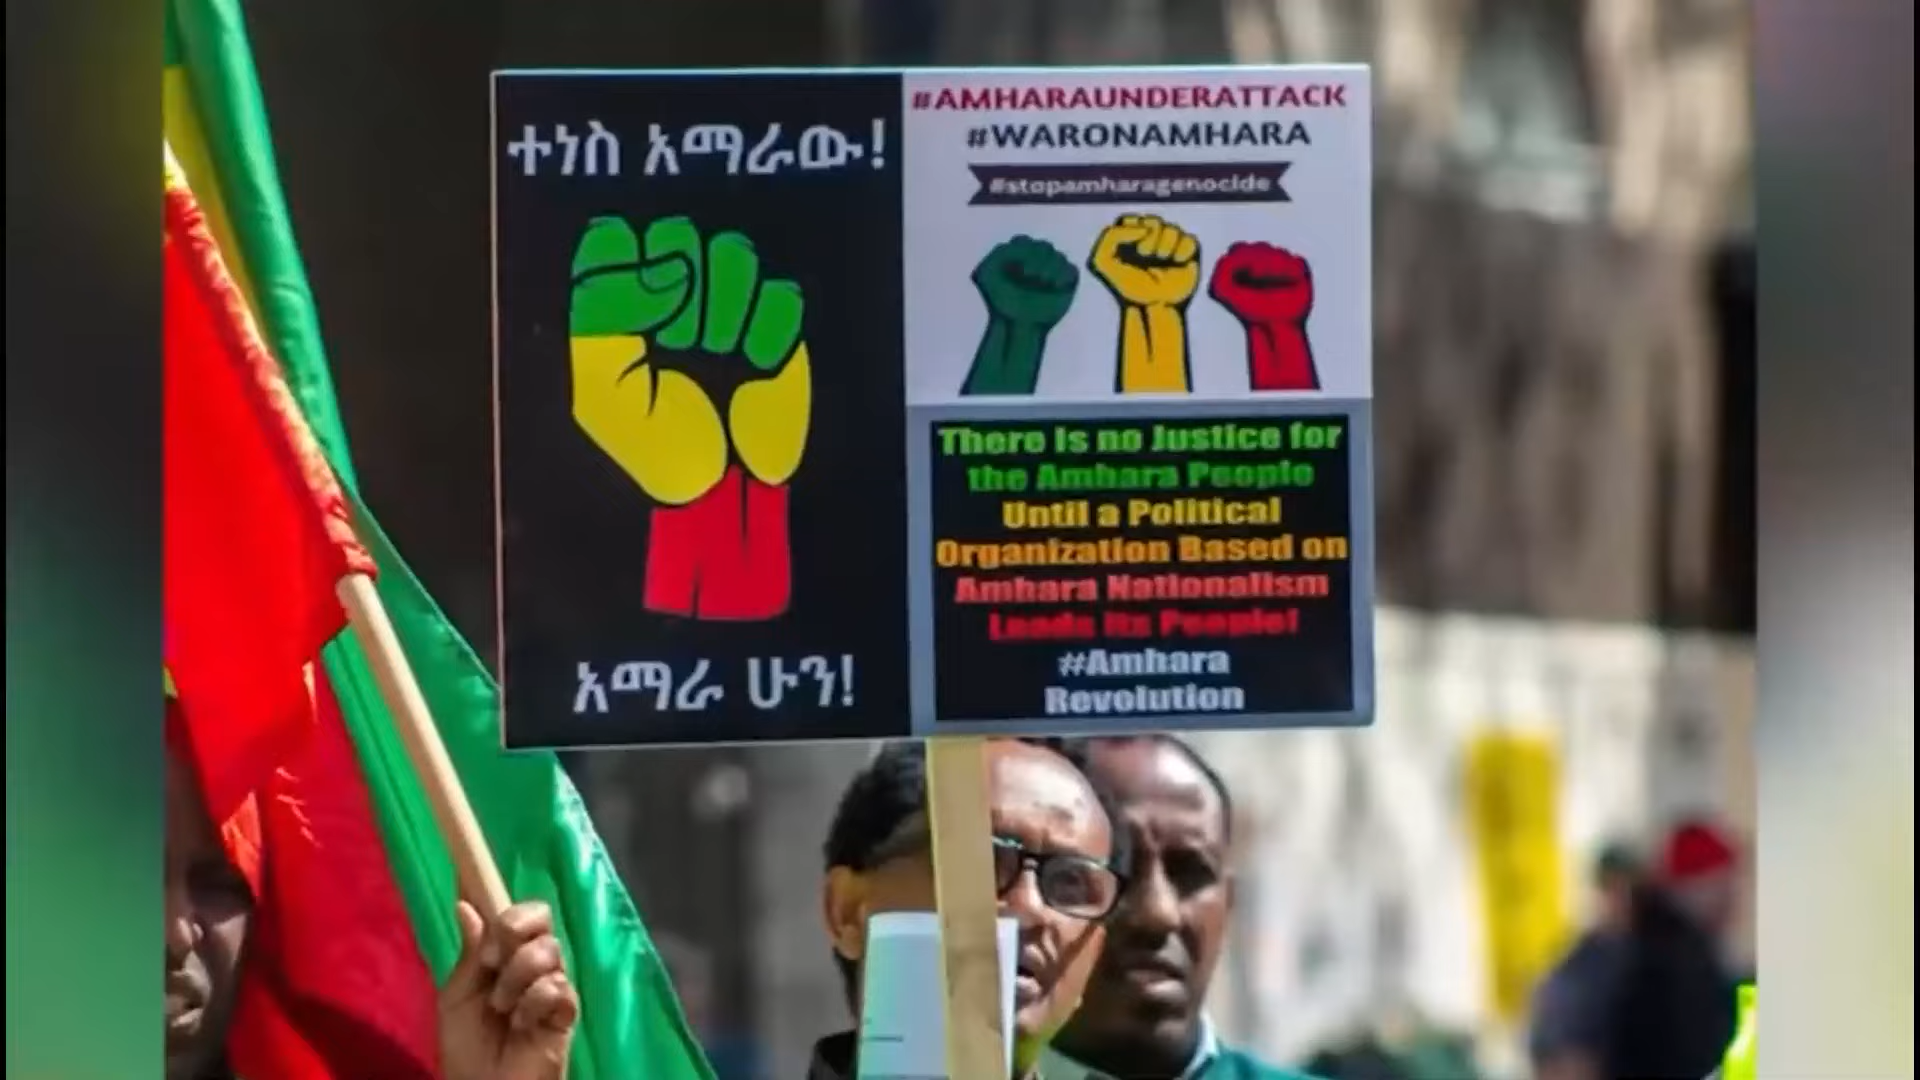 ተነስ አማራው!
አማራ ሁን!
#AMHARAUNDERATTACK
#WARONAMHARA
#stopamharagenocide
There is no Justice for
the Amhara People
Until a Political
Organization Based on
Amhara Nationalism
Leads Its People!
#Amhara
Revolution